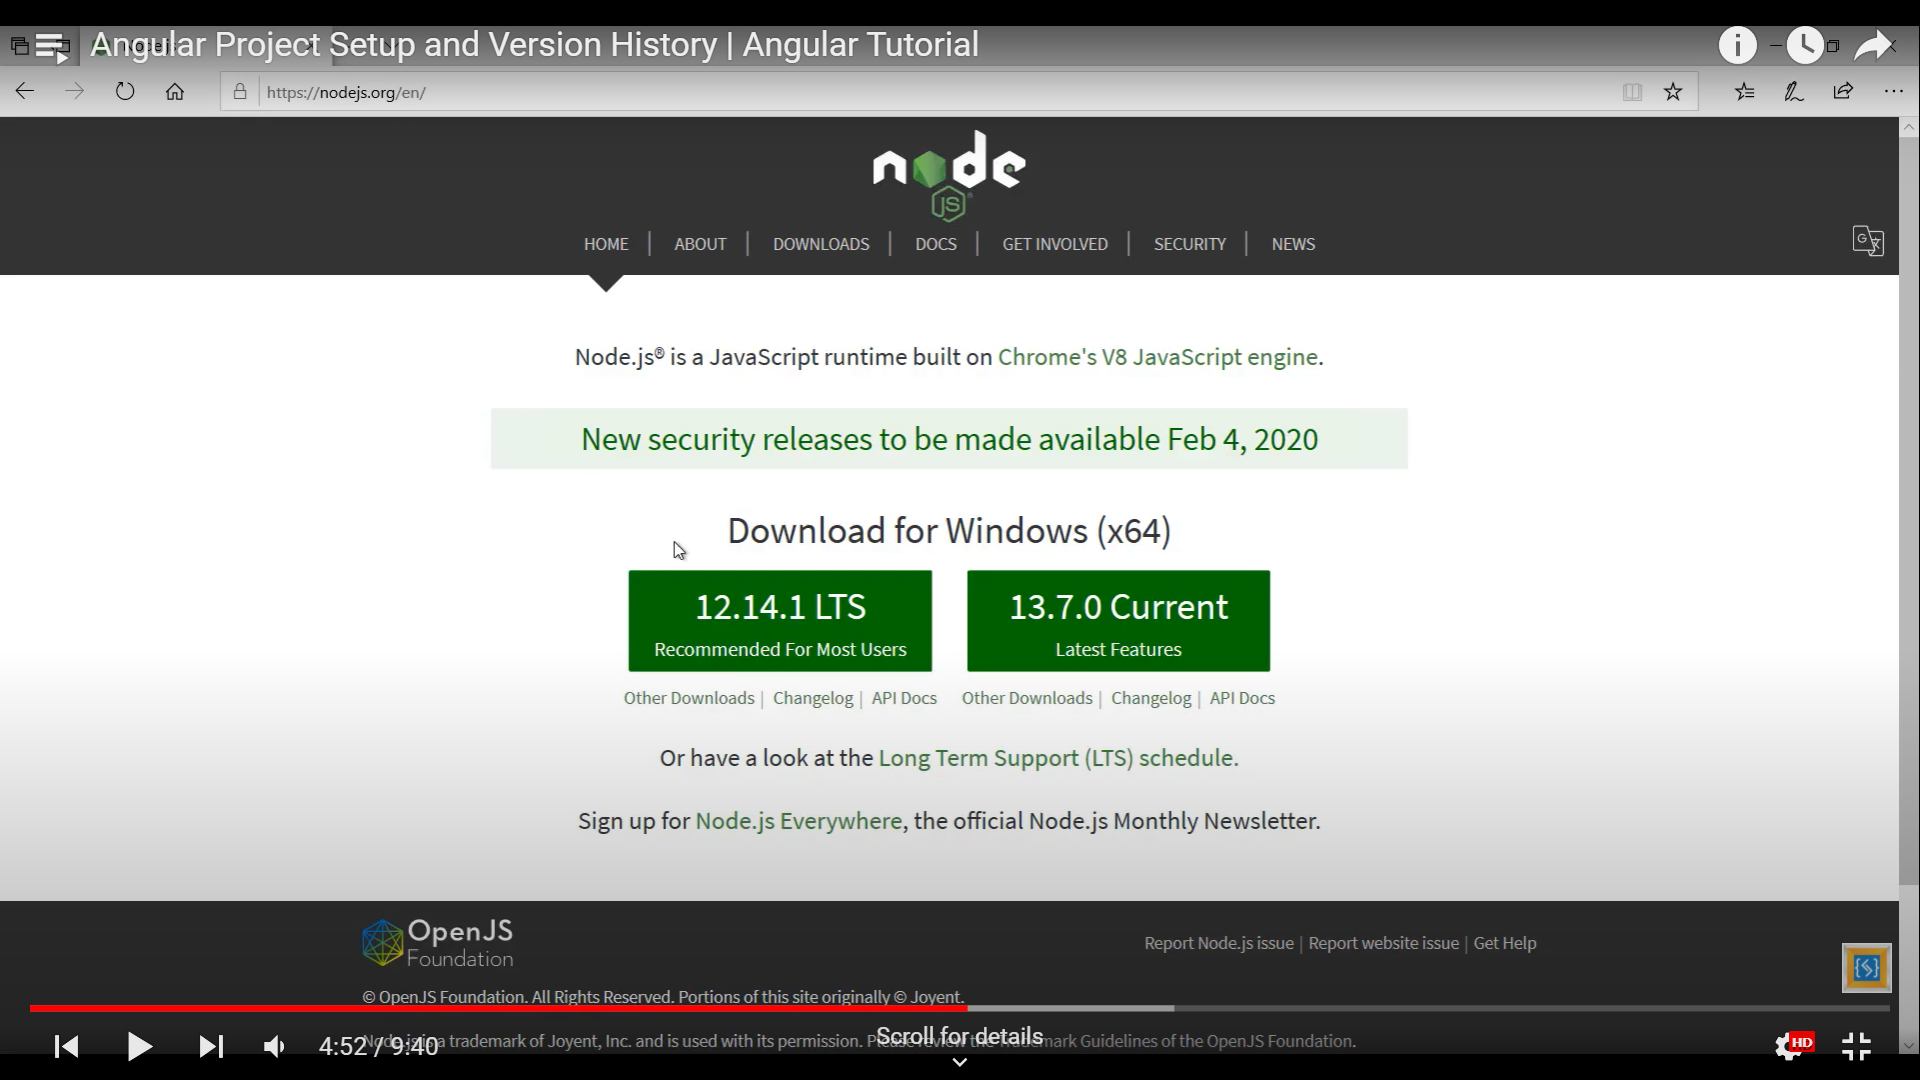 Angular Project Setup and Version History | Angular Tutorial
https://nodejs.org/en/
node
JS
HOME | ABOUT | DOWNLOADS | DOCS | GET INVOLVED | SECURITY | NEWS
Node.js® is a JavaScript runtime built on Chrome's V8 JavaScript engine.
New security releases to be made available Feb 4, 2020
Download for Windows (x64)
12.14.1 LTS
Recommended For Most Users
13.7.0 Current
Latest Features
Other Downloads | Changelog | API Docs
Other Downloads | Changelog | API Docs
Or have a look at the Long Term Support (LTS) schedule.
Sign up for Node.js Everywhere, the official Node.js Monthly Newsletter.
OpenJS
Foundation
Report Node.js issue | Report website issue | Get Help
© OpenJS Foundation. All Rights Reserved. Portions of this site originally © Joyent.
Node.js is a trademark of Joyent, Inc. and is used with its permission. Please review the Trademark Guidelines of the OpenJS Foundation.
4:52 / 9:40
Scroll for details
HD